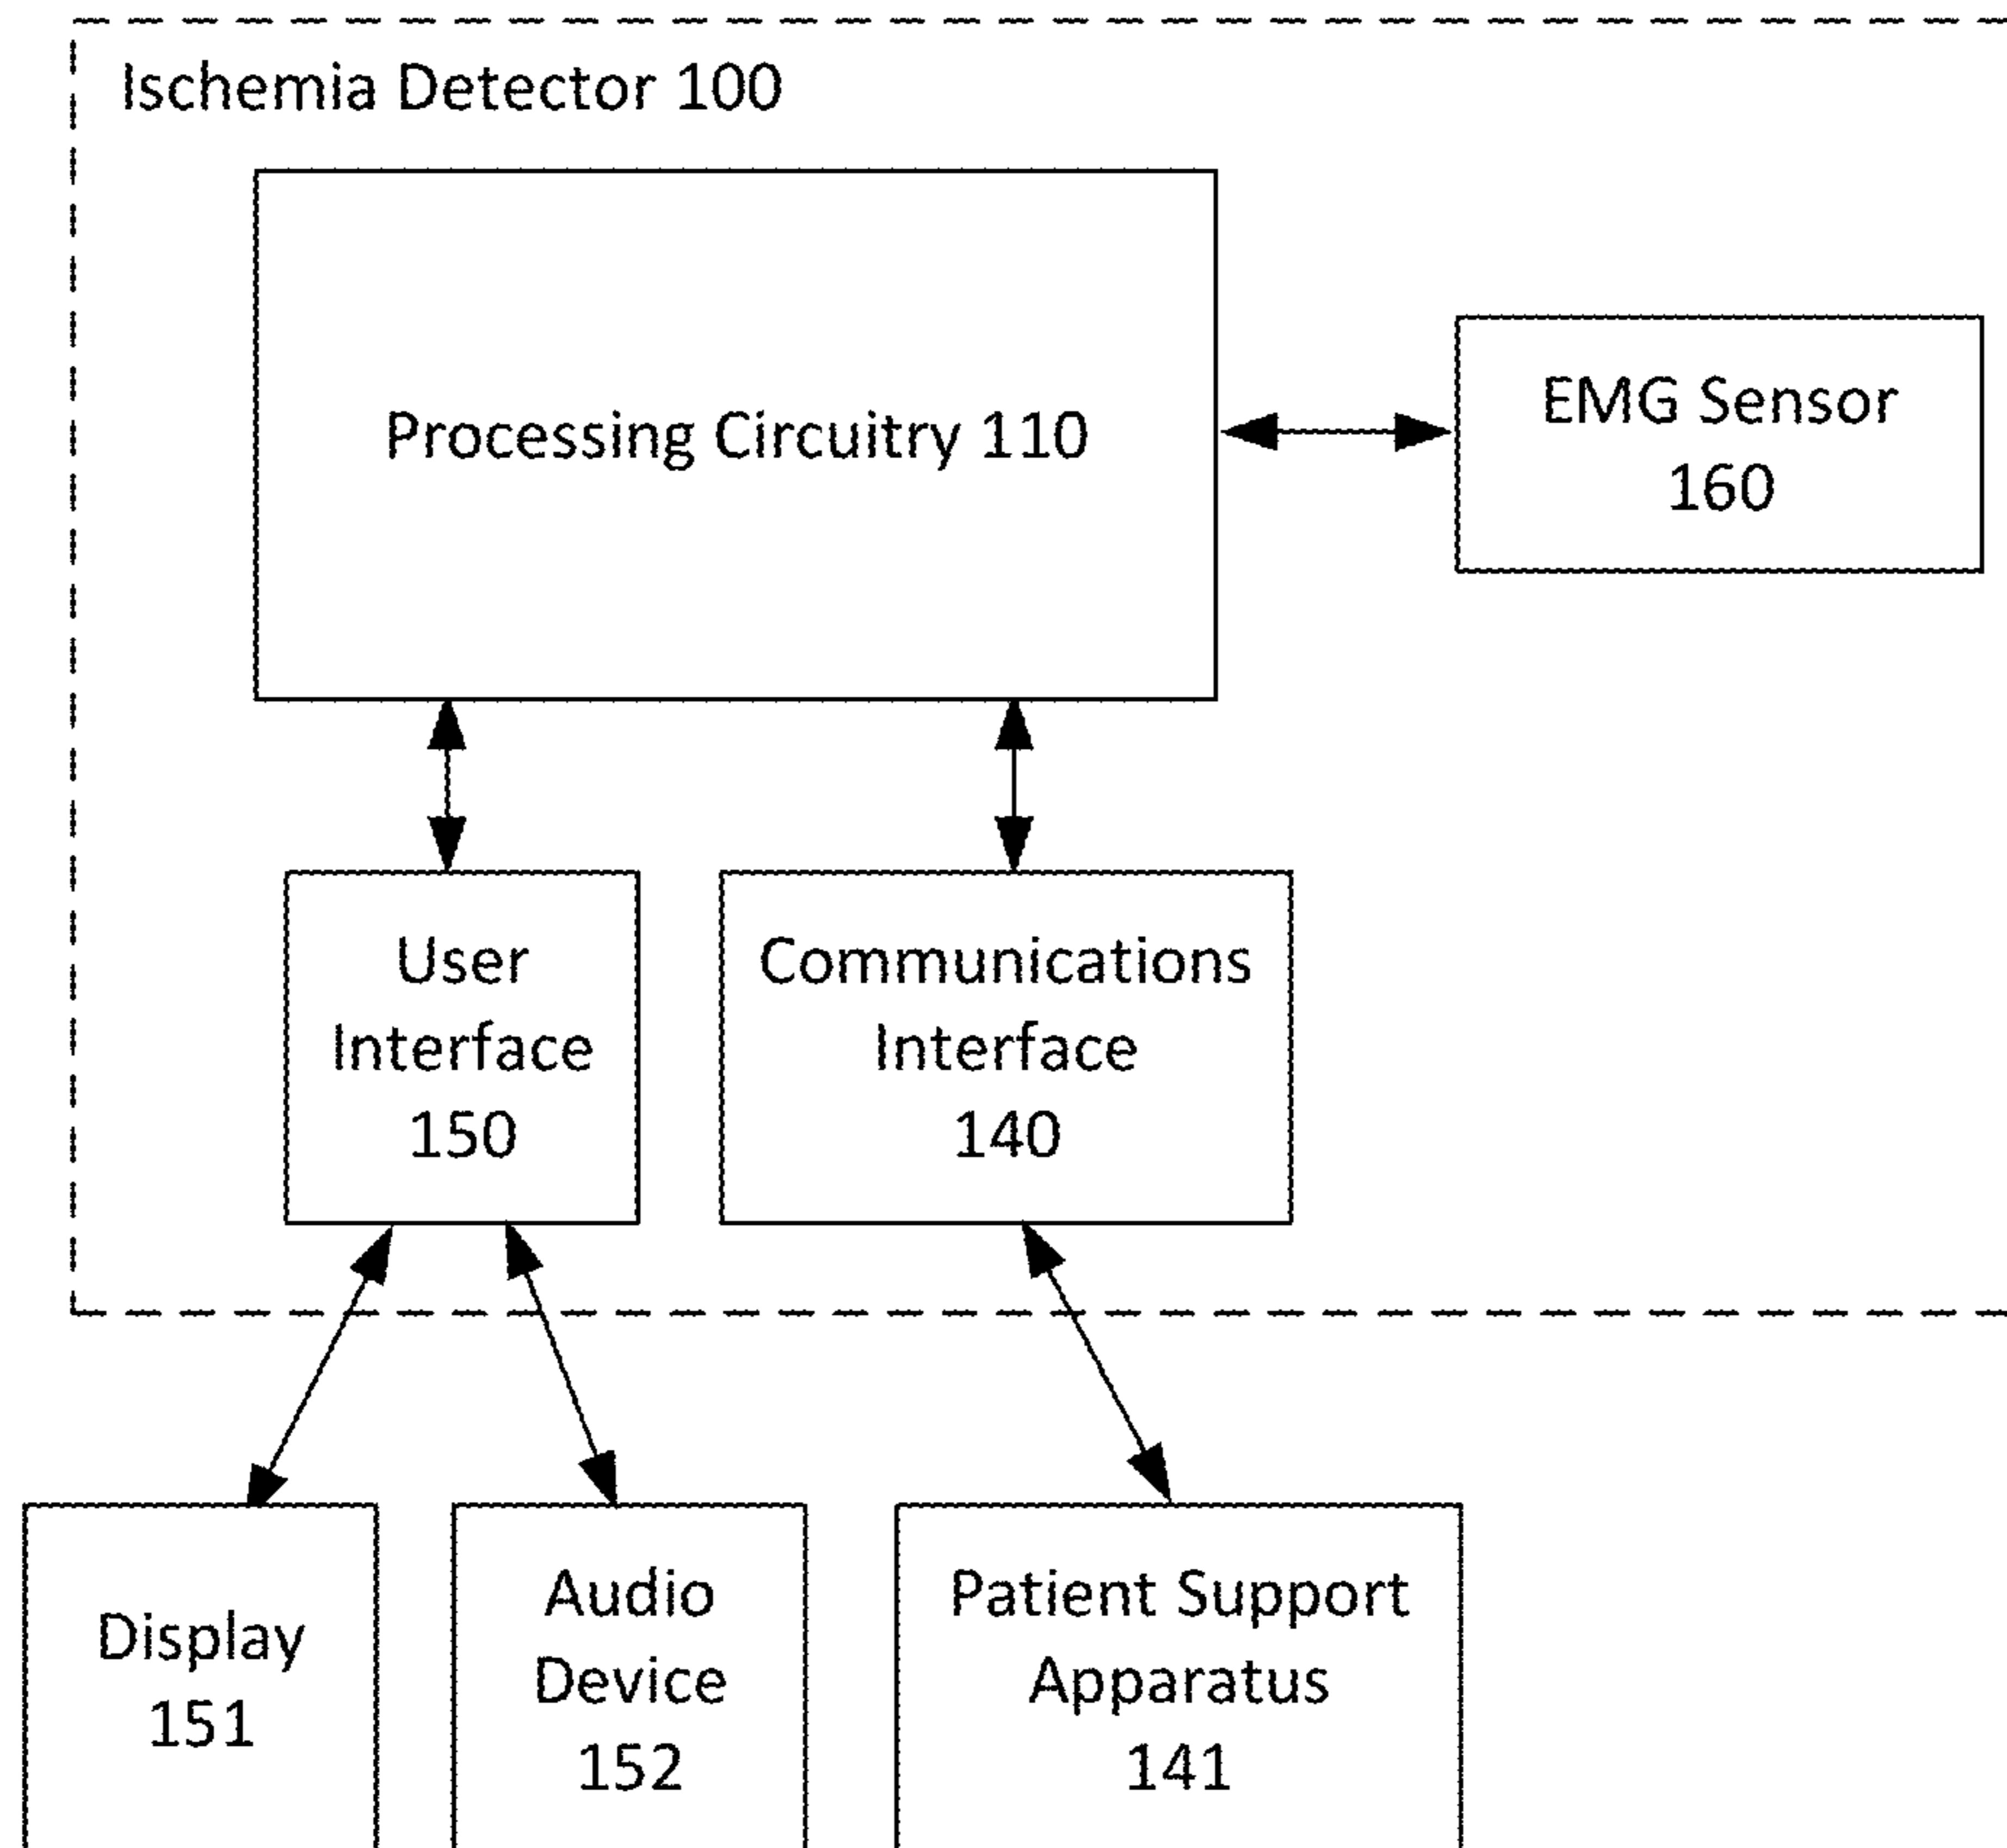 Ischemia Detector 100
Processing Circuitry 110
EMG Sensor
160
User
Interface
150
Communications
Interface
140
Display
151
Audio
Device
152
Patient Support
Apparatus
141